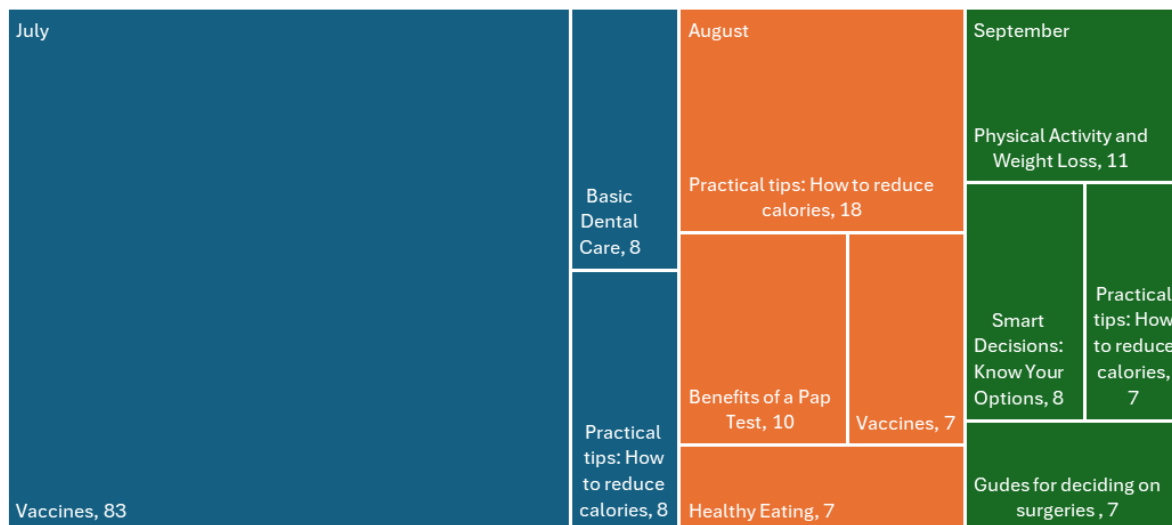 July
Vaccines, 83
Basic
Dental
Care, 8
Practical
tips: How
to reduce
calories, 8
August
Practical tips: How to reduce
calories, 18
Benefits of a Pap
Test, 10
Vaccines, 7
Healthy Eating, 7
September
Physical Activity and
Weight Loss, 11
Smart
Decisions:
Know Your
Options, 8
Practical
tips: How
to reduce
calories,
7
Gudes for deciding on
surgeries , 7